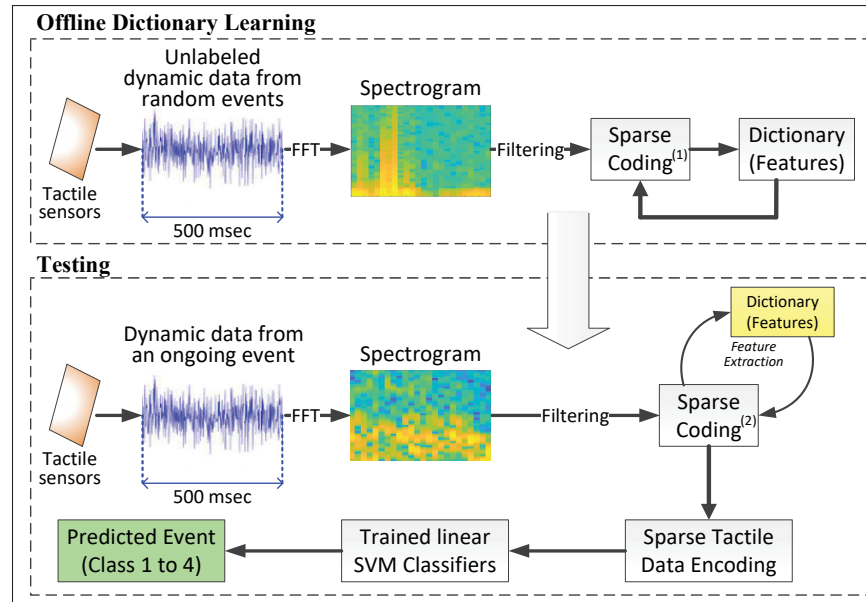 Offline Dictionary Learning
Unlabeled
dynamic data from
random events
Spectrogram
Tactile
sensors
FFT
Filtering
Sparse
Coding(1)
Dictionary
(Features)
500 msec
Testing
Dynamic data from
an ongoing event
Spectrogram
Dictionary
(Features)
Feature
Extraction
Tactile
sensors
FFT
Filtering
Sparse
Coding(2)
500 msec
Predicted Event
(Class 1 to 4)
Trained linear
SVM Classifiers
Sparse Tactile
Data Encoding